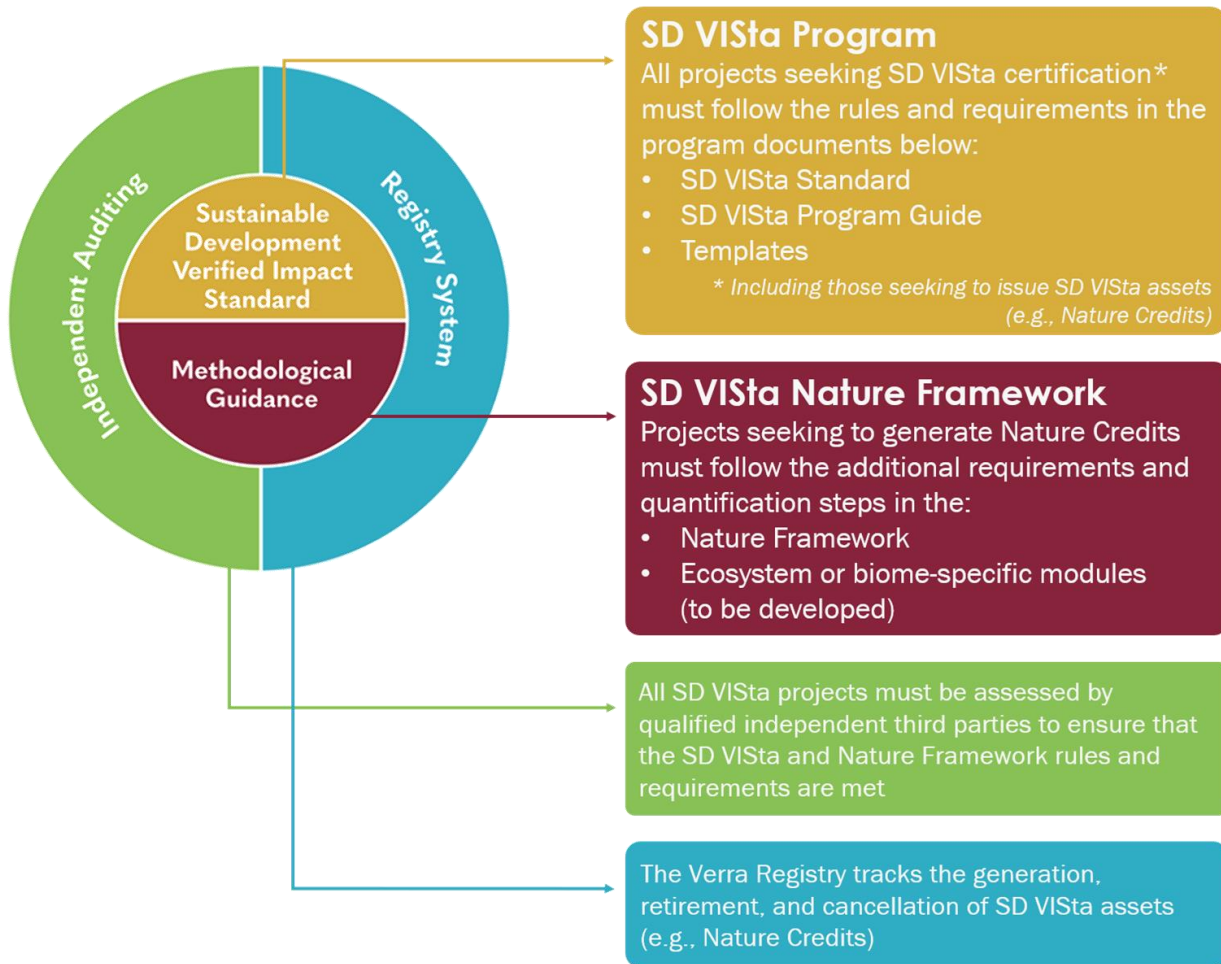 Independent Auditing
Registry System
Sustainable
Development
Verified Impact
Standard
Methodological
Guidance
SD VISta Program
All projects seeking SD VISta certification*
must follow the rules and requirements in the
program documents below:
• SD VISta Standard
• SD VISta Program Guide
• Templates
* Including those seeking to issue SD VISta assets
(e.g., Nature Credits)
SD VISta Nature Framework
Projects seeking to generate Nature Credits
must follow the additional requirements and
quantification steps in the:
• Nature Framework
• Ecosystem or biome-specific modules
(to be developed)
All SD VISta projects must be assessed by
qualified independent third parties to ensure that
the SD VISta and Nature Framework rules and
requirements are met
The Verra Registry tracks the generation,
retirement, and cancellation of SD VISta assets
(e.g., Nature Credits)